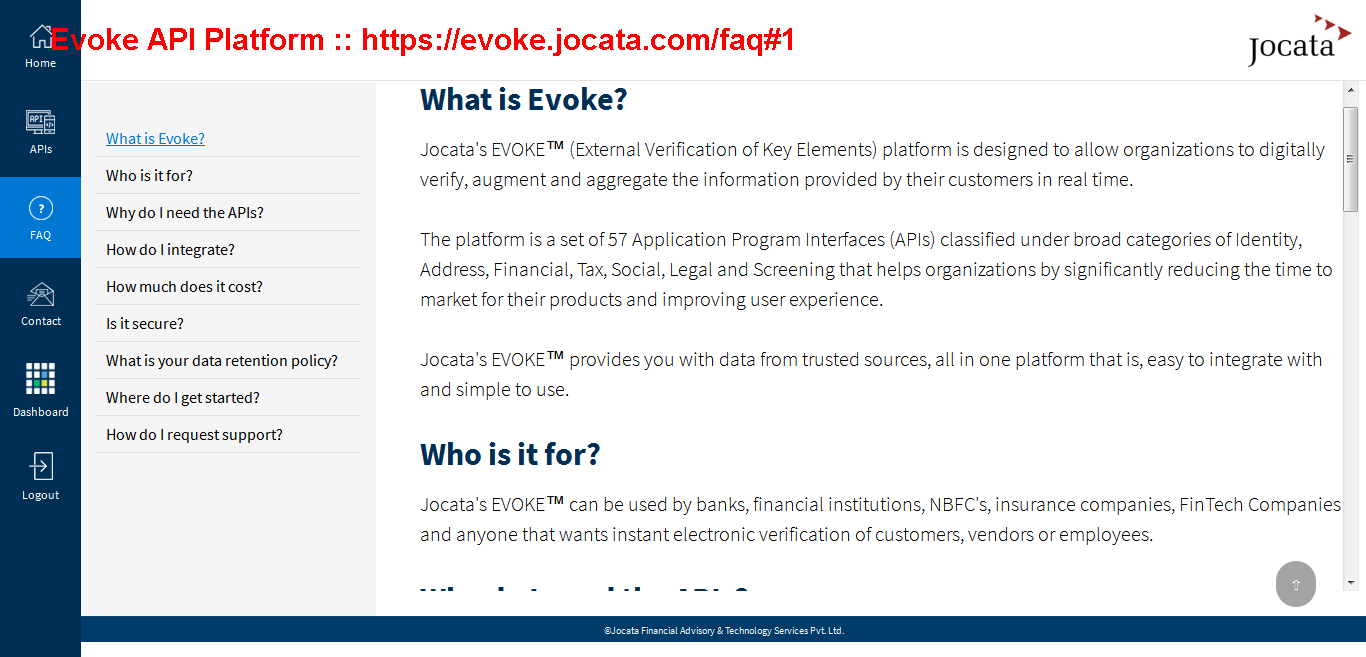 Evoke API Platform :: https://evoke.jocata.com/faq#1
Jocata
Home
APIs
FAQ
Contact
Dashboard
Logout
What is Evoke?
Who is it for?
Why do I need the APIs?
How do I integrate?
How much does it cost?
Is it secure?
What is your data retention policy?
Where do I get started?
How do I request support?
What is Evoke?
Jocata's EVOKE™ (External Verification of Key Elements) platform is designed to allow organizations to digitally
verify, augment and aggregate the information provided by their customers in real time.
The platform is a set of 57 Application Program Interfaces (APIs) classified under broad categories of Identity,
Address, Financial, Tax, Social, Legal and Screening that helps organizations by significantly reducing the time to
market for their products and improving user experience.
Jocata's EVOKE™ provides you with data from trusted sources, all in one platform that is, easy to integrate with
and simple to use.
Who is it for?
Jocata's EVOKE™ can be used by banks, financial institutions, NBFC's, insurance companies, FinTech Companies
and anyone that wants instant electronic verification of customers, vendors or employees.
©Jocata Financial Advisory & Technology Services Pvt. Ltd.